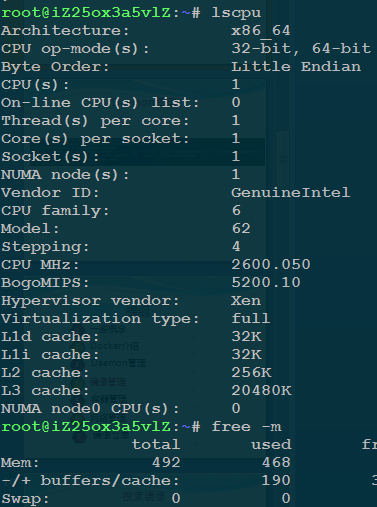 root@iZ25ox3a5vlZ:~# lscpu
Architecture: x86_64
CPU op-mode(s): 32-bit, 64-bit
Byte Order: Little Endian
CPU(s): 1
On-line CPU(s) list: 0
Thread(s) per core: 1
Core(s) per socket: 1
Socket(s): 1
NUMA node(s): 1
Vendor ID: GenuineIntel
CPU family: 6
Model: 62
Stepping: 4
CPU MHz: 2600.050
BogoMIPS: 5200.10
Hypervisor vendor: Xen
Virtualization type: full
L1d cache: 32K
L1i cache: 32K
L2 cache: 256K
L3 cache: 20480K
NUMA node0 CPU(s): 0
root@iZ25ox3a5vlZ:~# free -m
total used fr
Mem: 492 468
-/+ buffers/cache: 190 3
Swap: 0 0